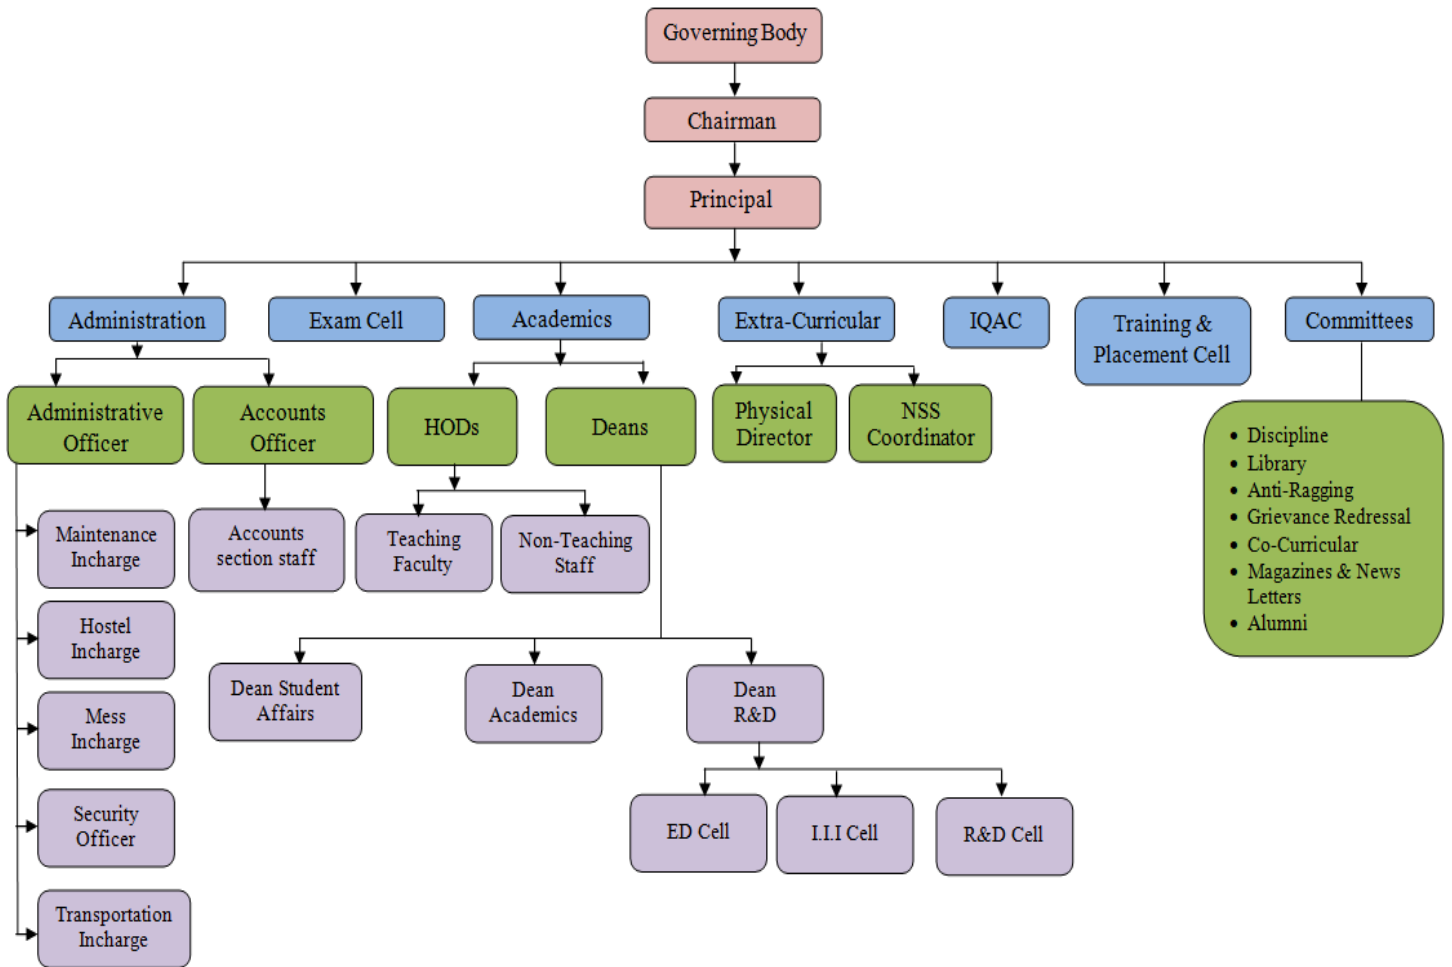 Governing Body
Chairman
Principal
Administration
Exam Cell
Academics
Extra-Curricular
IQAC
Training &
Placement Cell
Committees
Administrative
Officer
Accounts
Officer
HODs
Deans
Physical
Director
NSS
Coordinator
• Discipline
• Library
• Anti-Ragging
• Grievance Redressal
• Co-Curricular
• Magazines & News
Letters
• Alumni
Maintenance
Incharge
Accounts
section staff
Teaching
Faculty
Non-Teaching
Staff
Hostel
Incharge
Dean Student
Affairs
Dean
Academics
Dean
R&D
Mess
Incharge
Security
Officer
ED Cell
I.I.I Cell
R&D Cell
Transportation
Incharge